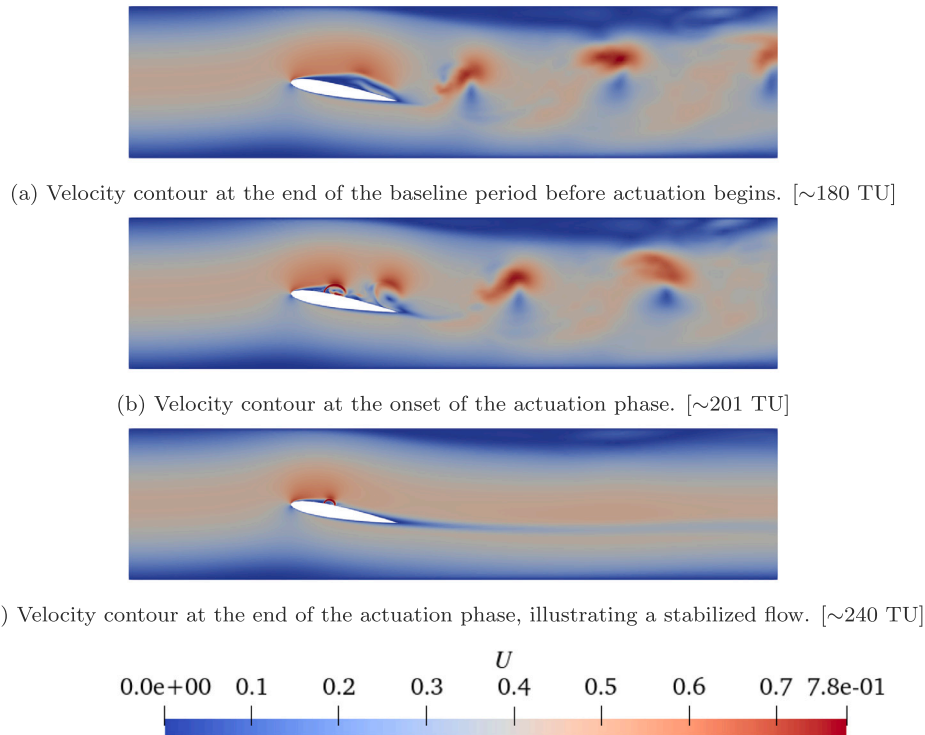 (a) Velocity contour at the end of the baseline period before actuation begins. [∼180 TU]
(b) Velocity contour at the onset of the actuation phase. [∼201 TU]
) Velocity contour at the end of the actuation phase, illustrating a stabilized flow. [∼240 TU]
U
0.0e+00 0.1 0.2 0.3 0.4 0.5 0.6 0.7 7.8e-01